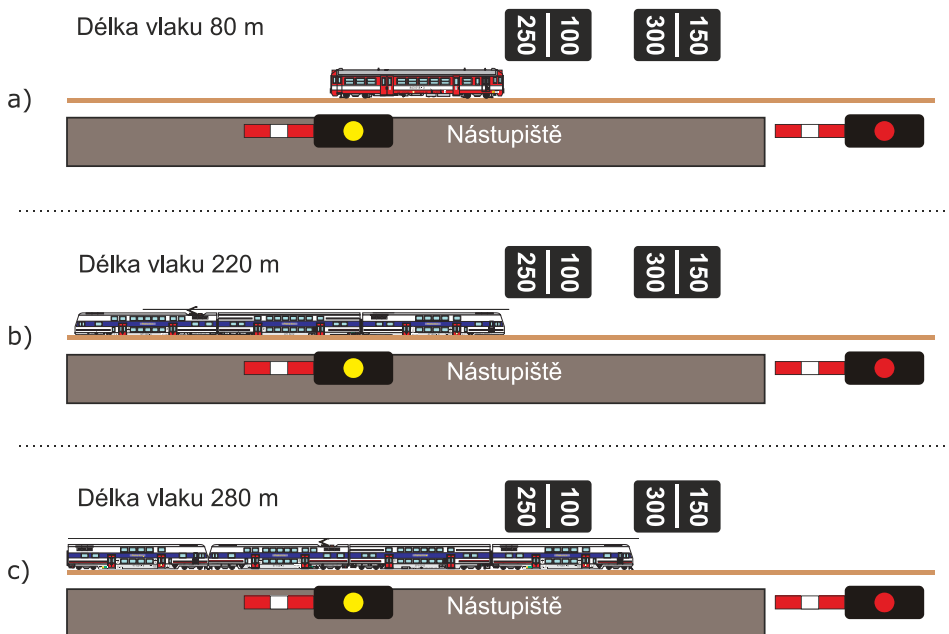 Délka vlaku 80 m
250 | 100
300 | 150
a)
Nástupiště
Délka vlaku 220 m
250 | 100
300 | 150
b)
Nástupiště
Délka vlaku 280 m
250 | 100
300 | 150
c)
Nástupiště